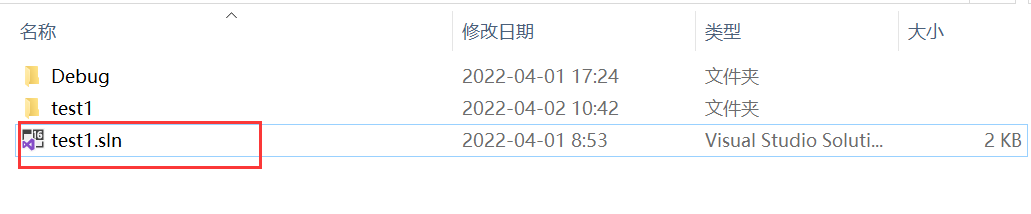 名称 修改日期 类型 大小
Debug 2022-04-01 17:24 文件夹
test1 2022-04-02 10:42 文件夹
test1.sln 2022-04-01 8:53 Visual Studio Soluti... 2 KB